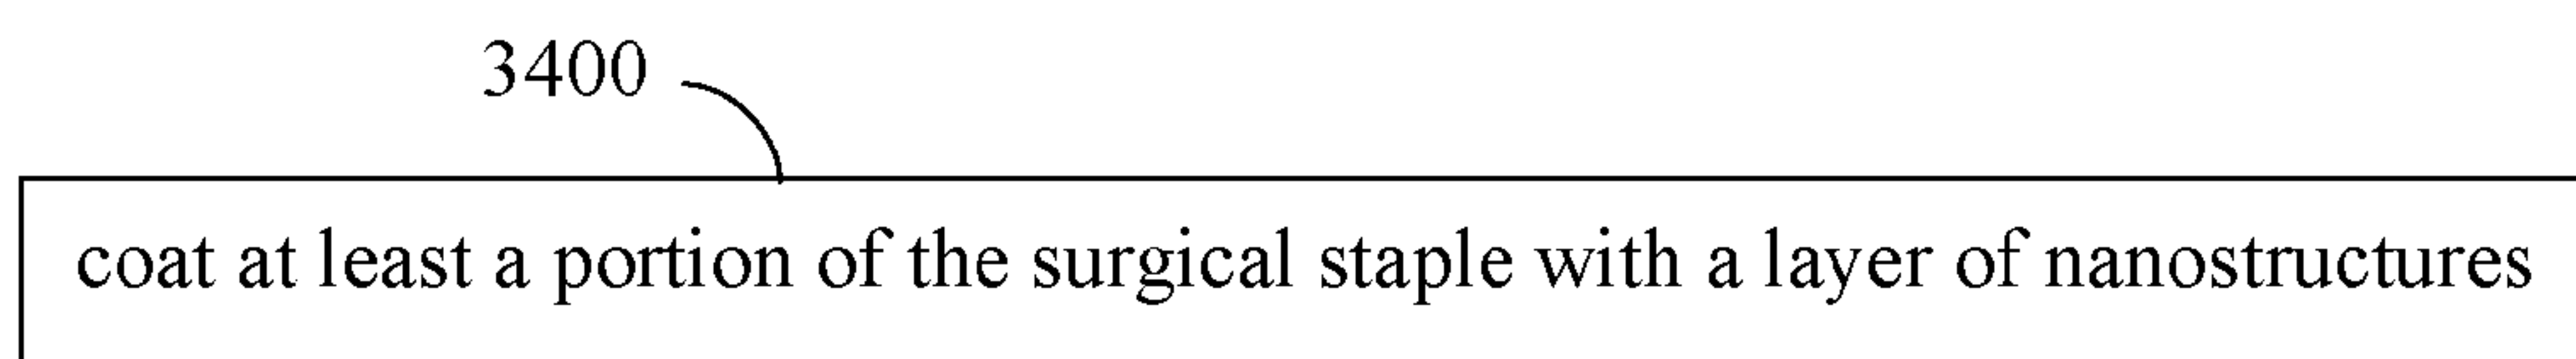 3400
coat at least a portion of the surgical staple with a layer of nanostructures